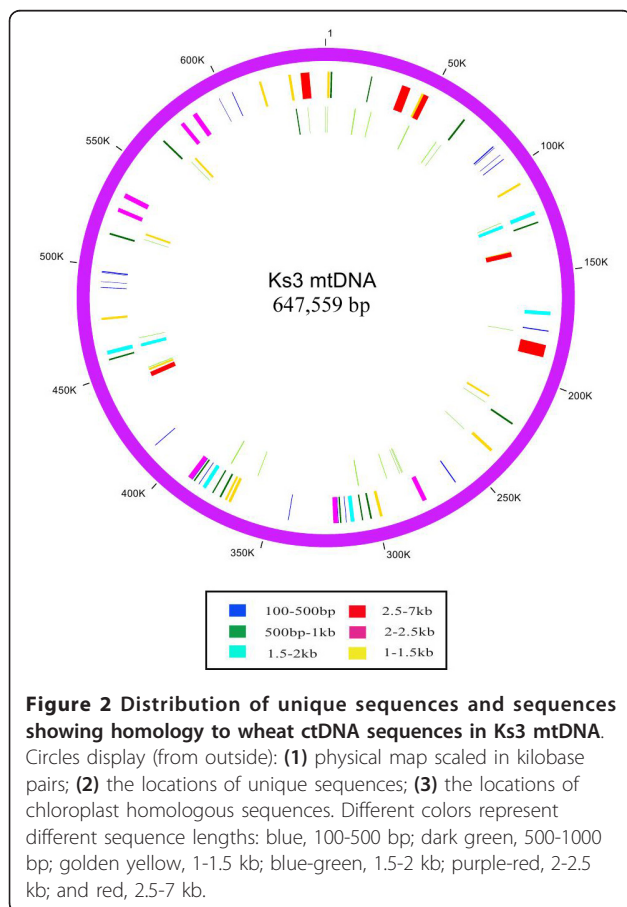 1
50K
100K
150K
200K
250K
300K
350K
400K
450K
500K
550K
600K
Ks3 mtDNA
647,559 bp
100-500bp 2.5-7kb
500bp-1kb 2-2.5kb
1.5-2kb 1-1.5kb
Figure 2 Distribution of unique sequences and sequences
showing homology to wheat ctDNA sequences in Ks3 mtDNA.
Circles display (from outside): (1) physical map scaled in kilobase
pairs; (2) the locations of unique sequences; (3) the locations of
chloroplast homologous sequences. Different colors represent
different sequence lengths: blue, 100-500 bp; dark green, 500-1000
bp; golden yellow, 1-1.5 kb; blue-green, 1.5-2 kb; purple-red, 2-2.5
kb; and red, 2.5-7 kb.